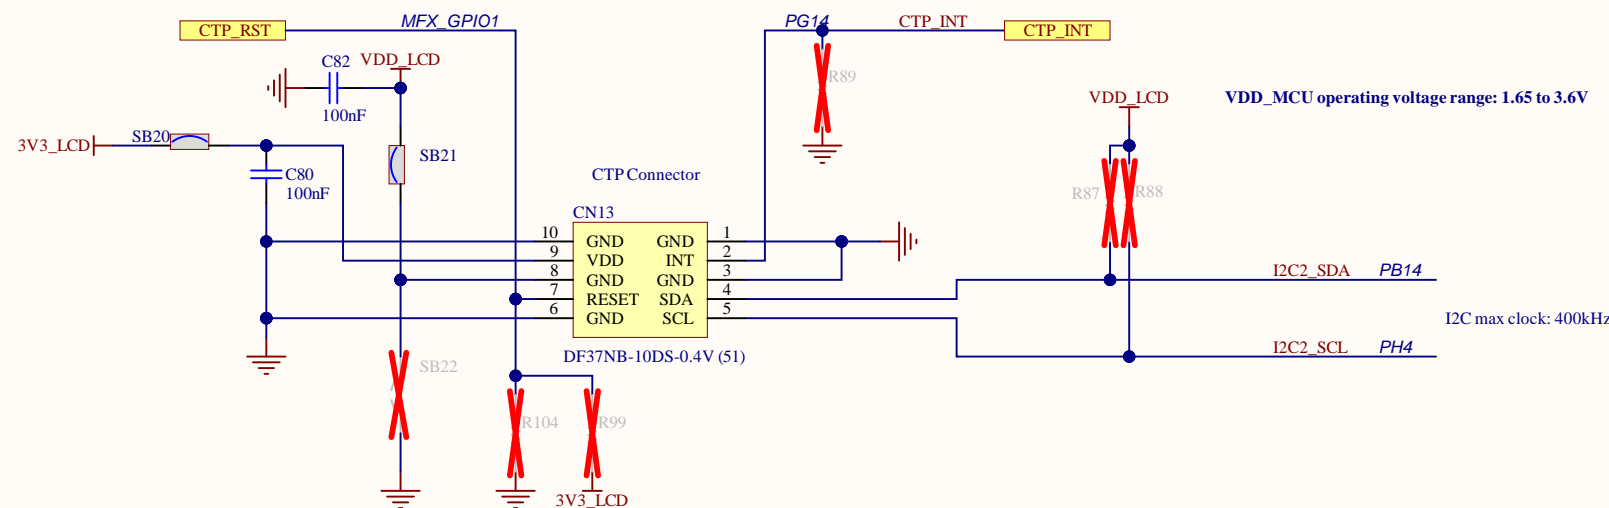 CTP_RST
MFX_GPIO1
PG14
CTP_INT
CTP_INT
C82
VDD_LCD
100nF
R89
VDD_LCD
VDD_MCU operating voltage range: 1.65 to 3.6V
3V3_LCD
SB20
SB21
C80
100nF
CTP Connector
R87
R88
CN13
10 GND GND 1
9 VDD INT 2
8 GND GND 3
7 RESET SDA 4
6 GND SCL 5
I2C2_SDA
PB14
I2C max clock: 400kHz
DF37NB-10DS-0.4V (51)
I2C2_SCL
PH4
SB22
R104
R99
3V3_LCD